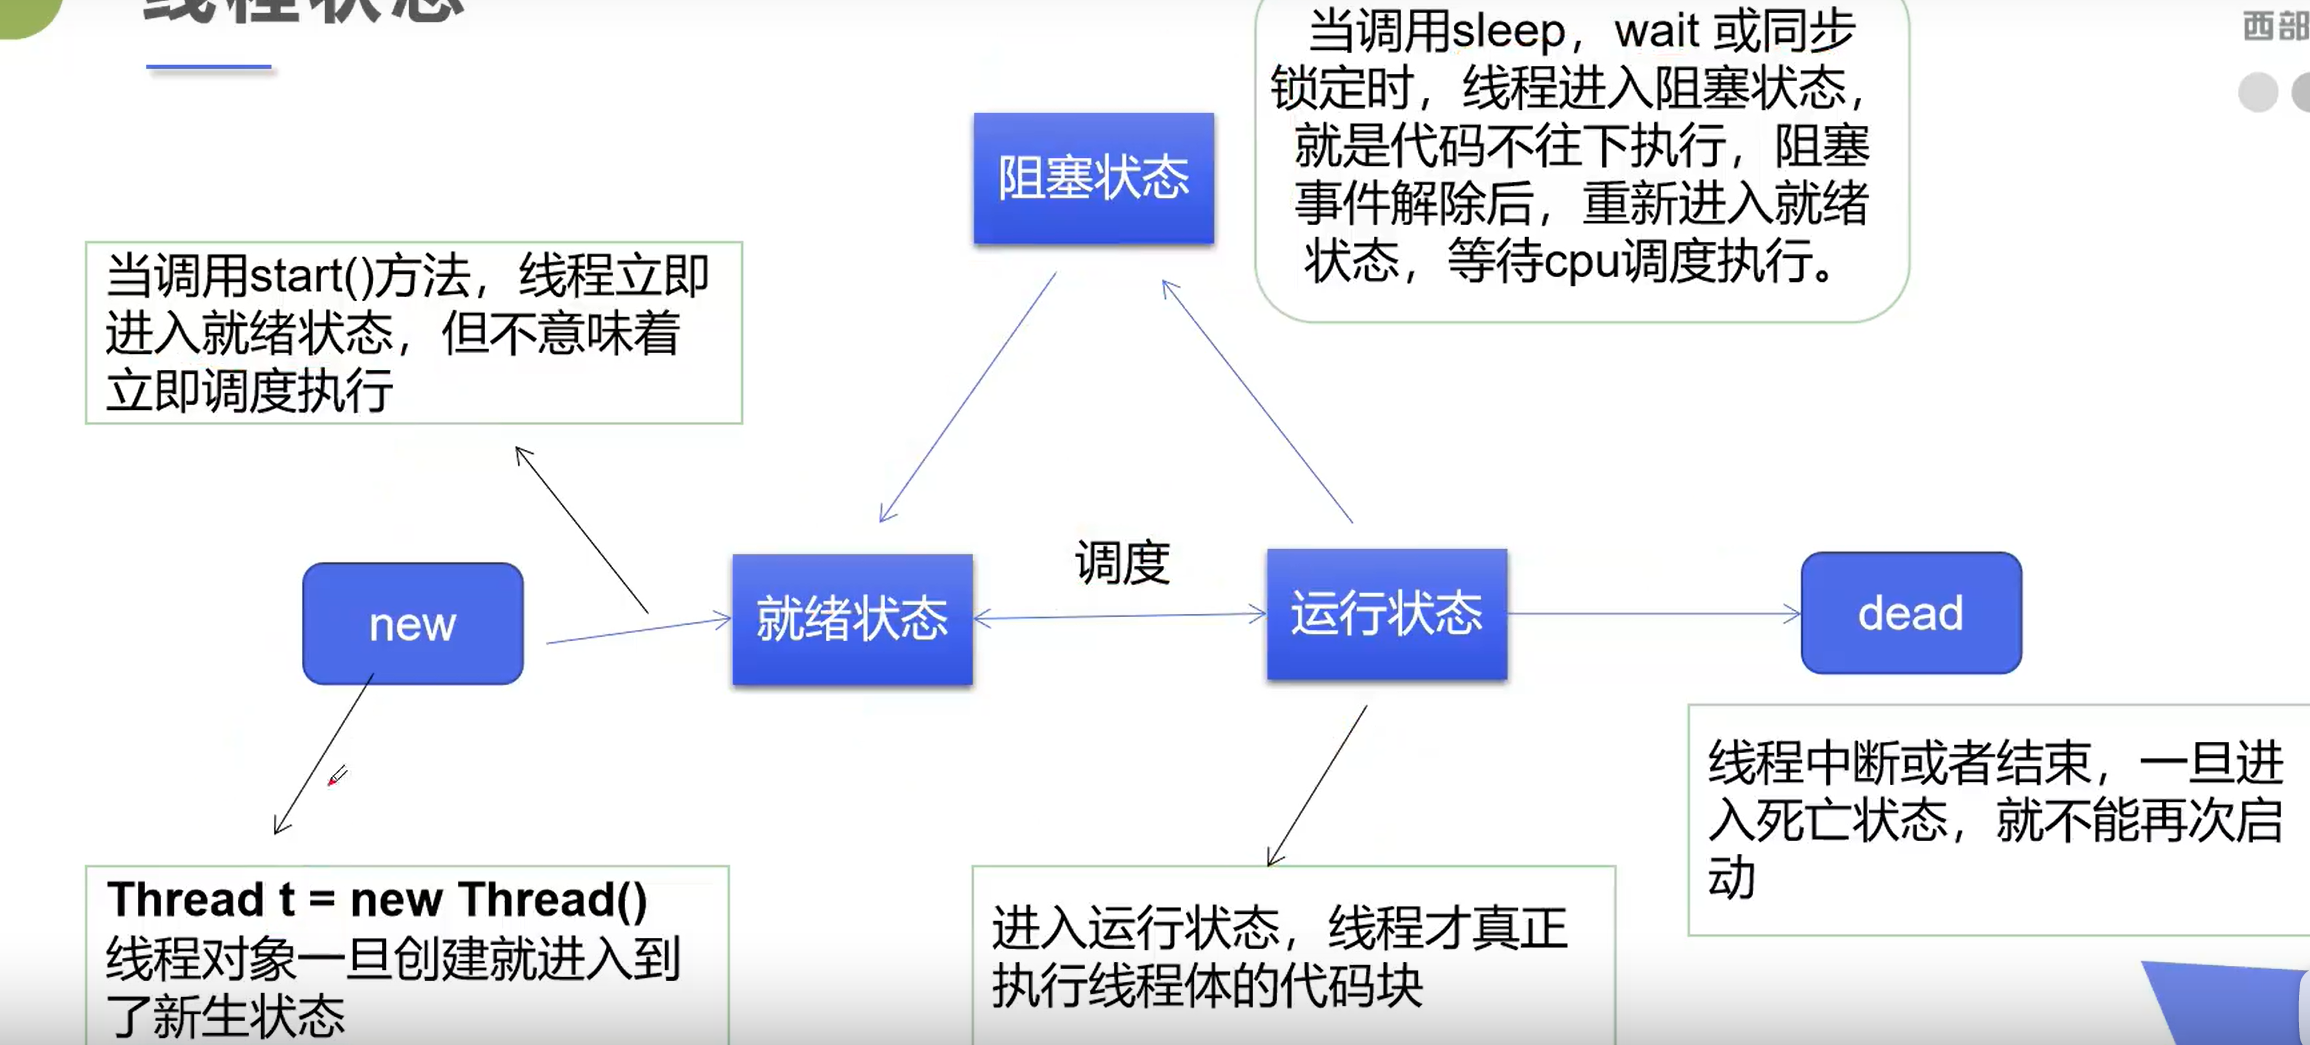 线程状态
西部
当调用sleep，wait 或同步
锁定时，线程进入阻塞状态，
就是代码不往下执行，阻塞
事件解除后，重新进入就绪
状态，等待cpu调度执行。
阻塞状态
当调用start()方法，线程立即
进入就绪状态，但不意味着
立即调度执行
调度
new
就绪状态
运行状态
dead
线程中断或者结束，一旦进
入死亡状态，就不能再次启
动
Thread t = new Thread()
线程对象一旦创建就进入到
了新生状态
进入运行状态，线程才真正
执行线程体的代码块